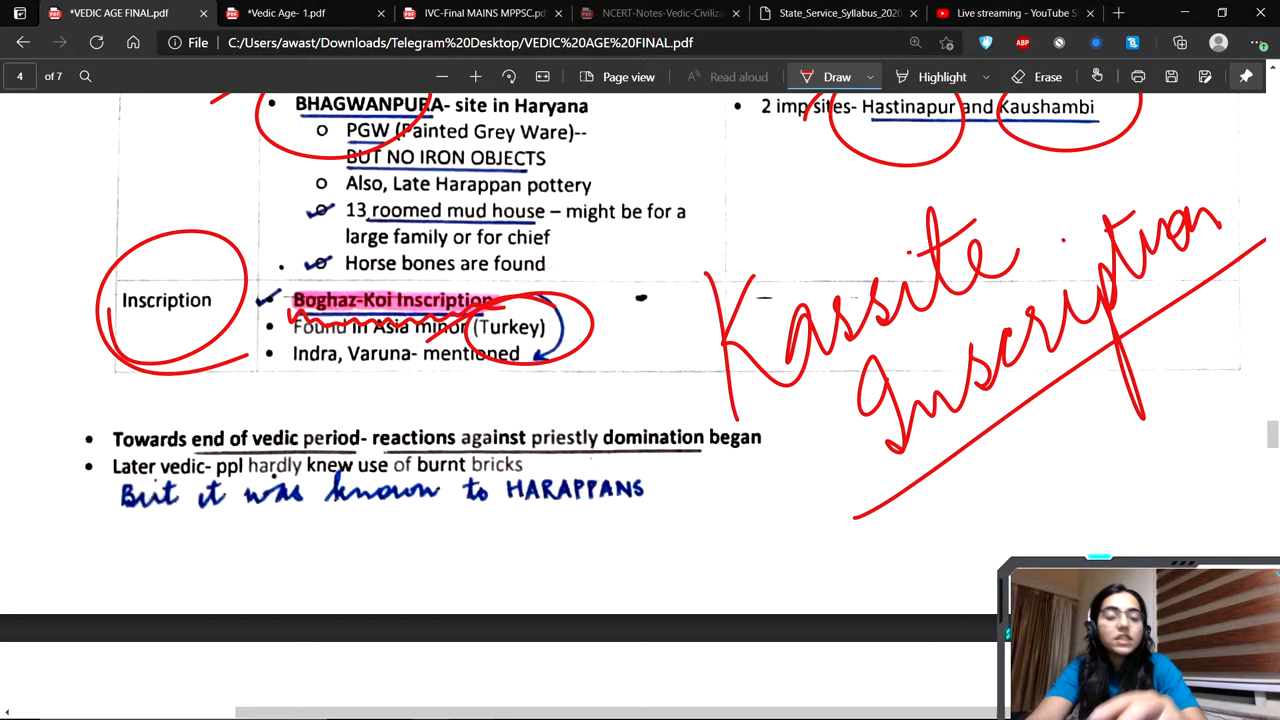 *VEDIC AGE FINAL.pdf
*Vedic Age- 1.pdf
IVC-Final MAINS MPPSC.pd
NCERT-Notes-Vedic-Civiliza
State_Service_Syllabus_2020
Live streaming - YouTube S
File
C:/Users/awast/Downloads/Telegram%20Desktop/VEDIC%20AGE%20FINAL.pdf
ABP
4 of 7
Page view
Read aloud
Draw
Highlight
Erase
BHAGWANPURA- site in Haryana
PGW (Painted Grey Ware)--
BUT NO IRON OBJECTS
Also, Late Harappan pottery
13 roomed mud house – might be for a
large family or for chief
Horse bones are found
2 imp sites- Hastinapur and Kaushambi
Inscription
Boghaz-Koi Inscription
Found in Asia minor (Turkey)
Indra, Varuna- mentioned
Kassite
Inscription
Towards end of vedic period- reactions against priestly domination began
Later vedic- ppl hardly knew use of burnt bricks
But it was known to HARAPPANS